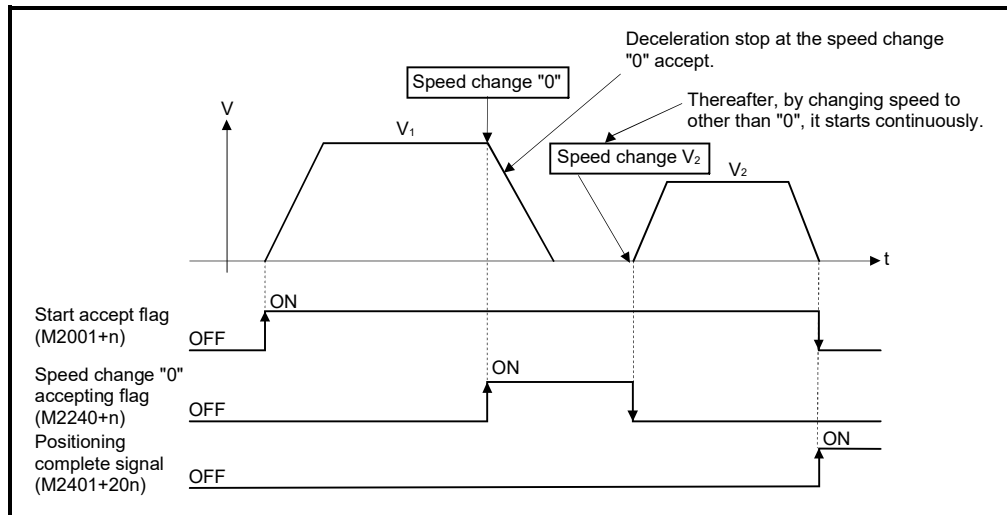 Deceleration stop at the speed change
"0" accept.
Speed change "0"
Thereafter, by changing speed to
other than "0", it starts continuously.
V
V1
Speed change V2
V2
t
ON
Start accept flag
(M2001+n)
OFF
ON
Speed change "0"
accepting flag
(M2240+n)
OFF
Positioning
complete signal
(M2401+20n)
ON
OFF